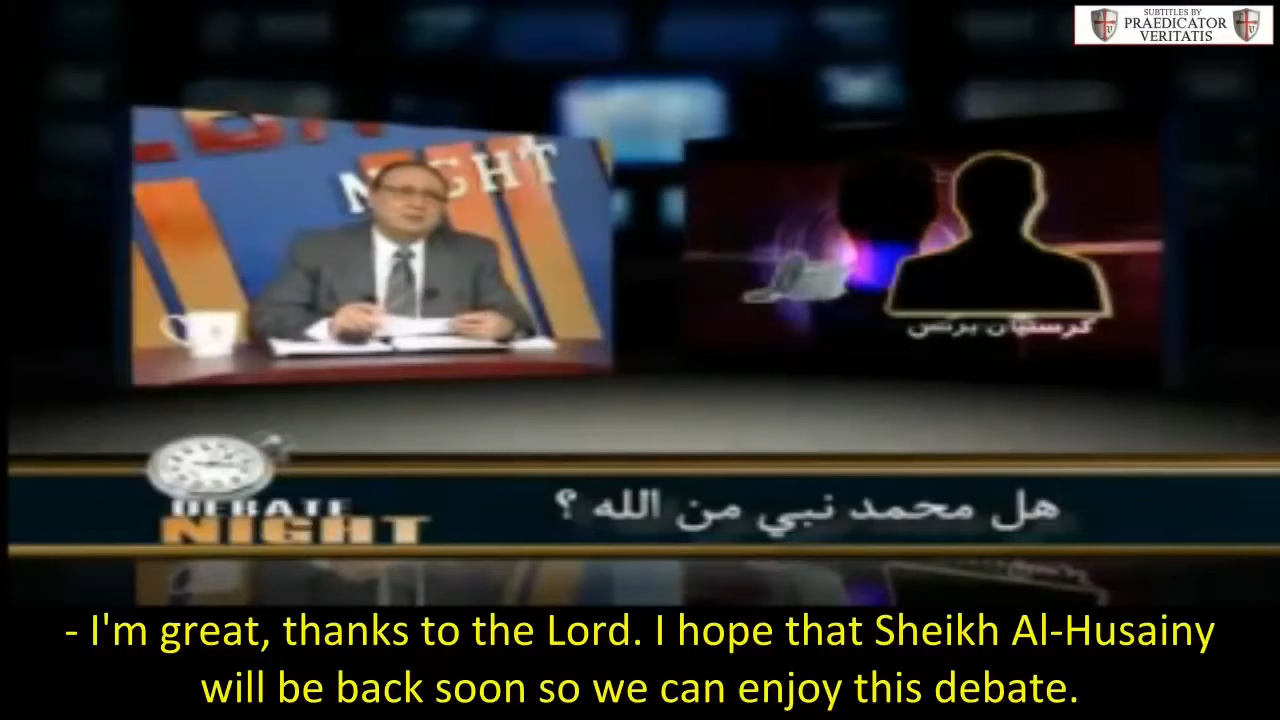 SUBTITLES BY
PRAEDICATOR
VERITATIS
NIGHT
كرستيان برنس
DEBATE
NIGHT
هل محمد نبي من الله ؟
- I'm great, thanks to the Lord. I hope that Sheikh Al-Husainy
will be back soon so we can enjoy this debate.